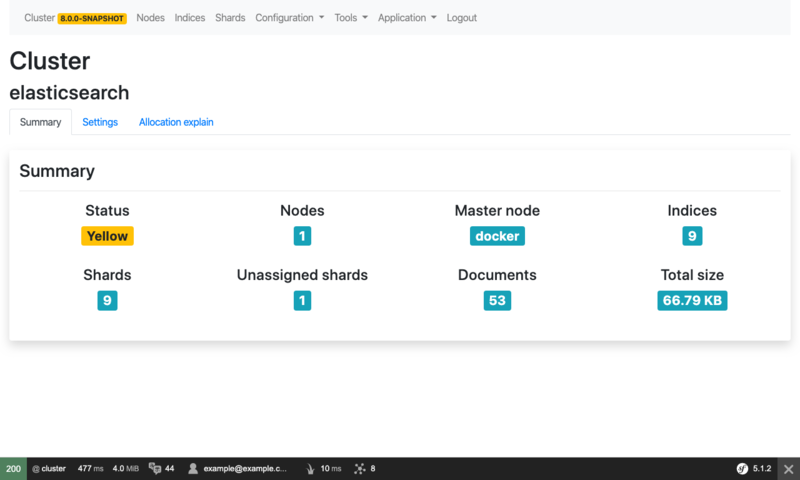 Cluster 8.0.0-SNAPSHOT Nodes Indices Shards Configuration Tools Application Logout
Cluster
elasticsearch
Summary Settings Allocation explain
Summary
Status Nodes Master node Indices
Yellow 1 docker 9
Shards Unassigned shards Documents Total size
9 1 53 66.79 KB
200 @ cluster 477 ms 4.0 MiB 44 example@example.c... 10 ms 8 sf 5.1.2